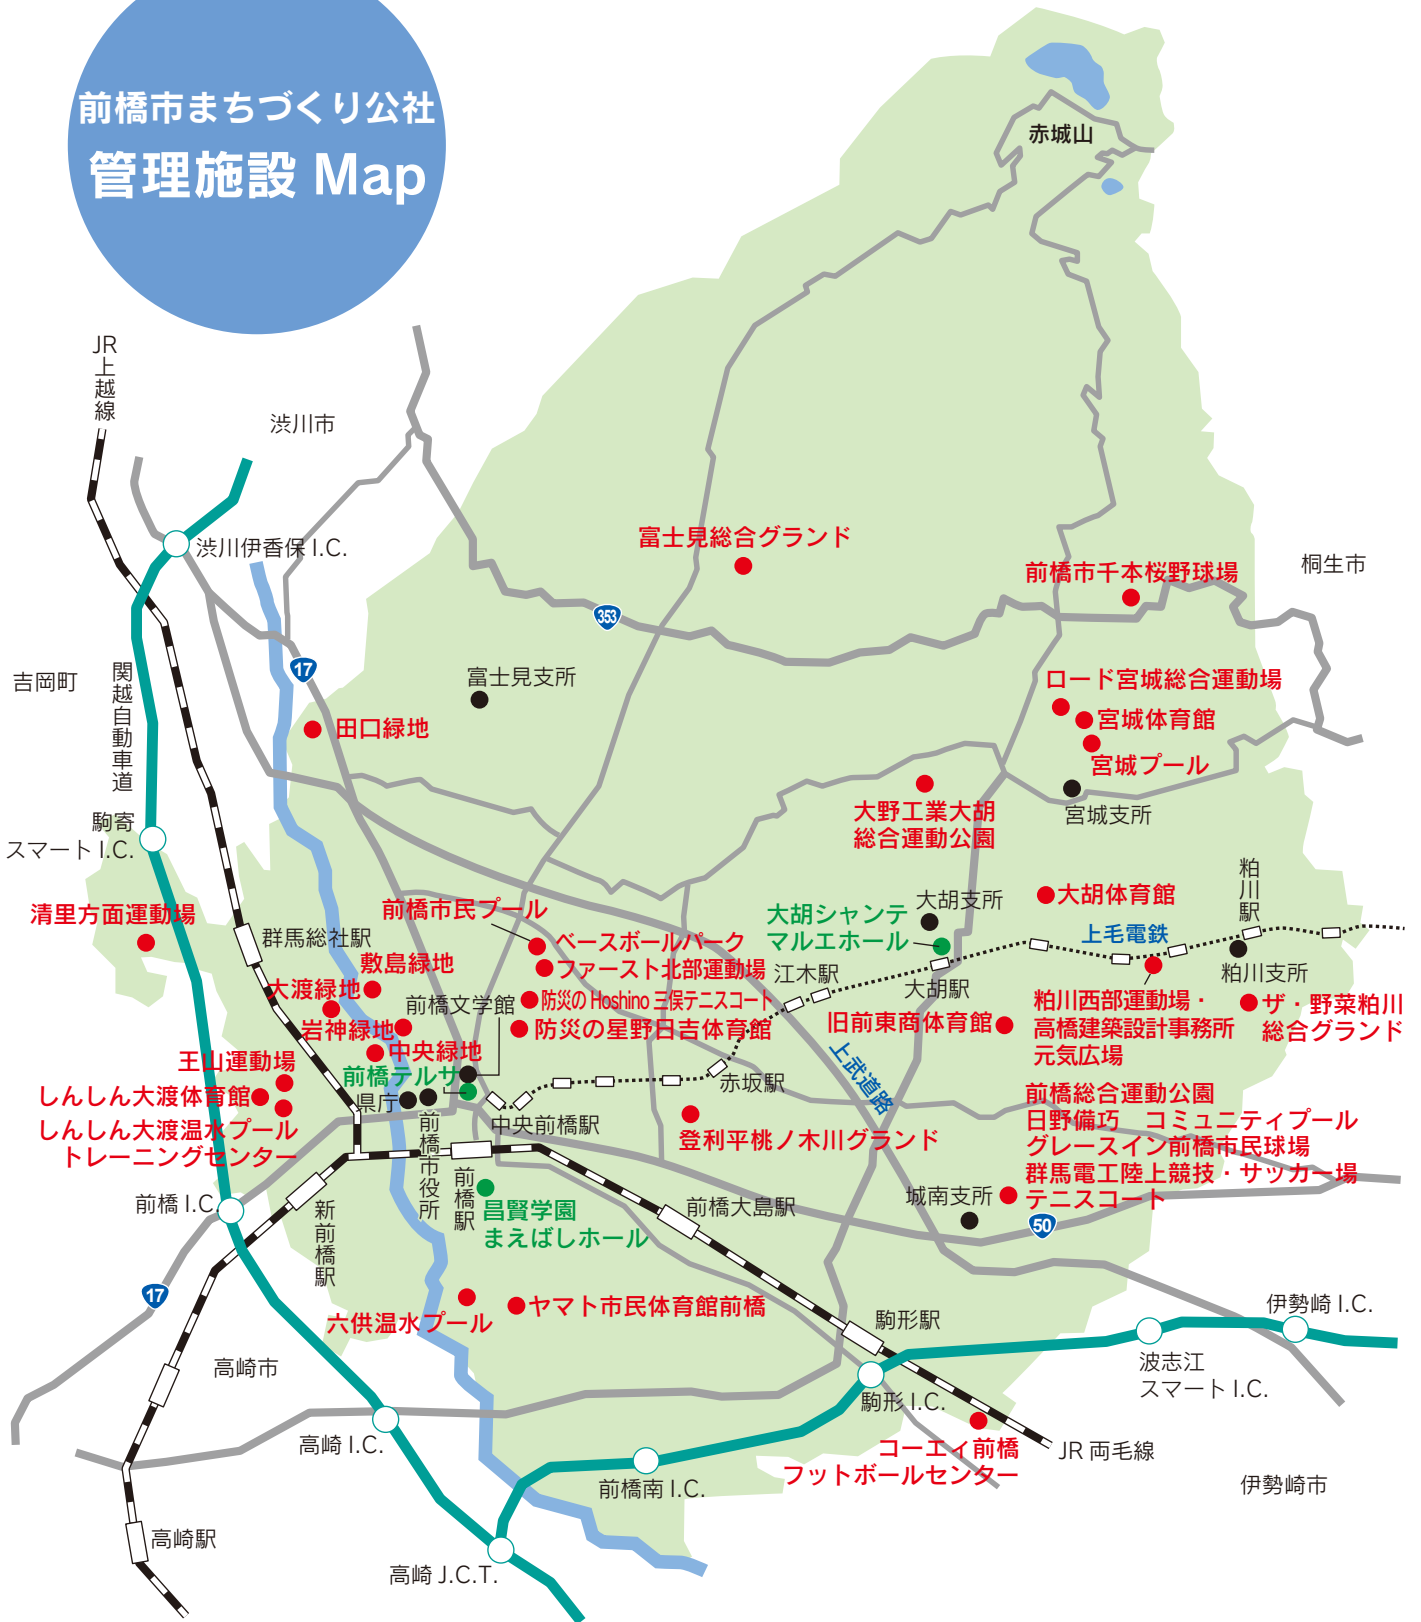 前橋市まちづくり公社
管理施設 Map
赤城山
JR上越線
渋川市
渋川伊香保 I.C.
富士見総合グランド
前橋市千本桜野球場
桐生市
353
17
吉岡町
関越自動車道
富士見支所
田口緑地
ロード宮城総合運動場
宮城体育館
宮城プール
宮城支所
大野工業大胡
総合運動公園
駒寄
スマート I.C.
清里方面運動場
群馬総社駅
前橋市民プール
ベースボールパーク
ファースト北部運動場
大胡支所
大胡シャンテ
マルエホール
大胡体育館
上毛電鉄
粕川駅
粕川支所
敷島緑地
大渡緑地
岩神緑地
中央緑地
前橋文学館
防災の Hoshino 三俣テニスコート
防災の星野日吉体育館
江木駅
大胡駅
旧前東商体育館
粕川西部運動場・
高橋建築設計事務所
元気広場
ザ・野菜粕川
総合グランド
王山運動場
しんしん大渡体育館
しんしん大渡温水プール
トレーニングセンター
前橋テルサ
県庁
前橋市役所
中央前橋駅
赤坂駅
上武道路
登利平桃ノ木川グランド
前橋総合運動公園
日野備巧 コミュニティプール
グレースイン前橋市民球場
群馬電工陸上競技・サッカー場
テニスコート
城南支所
50
前橋 I.C.
新前橋駅
前橋駅
昌賢学園
まえばしホール
前橋大島駅
17
六供温水プール
ヤマト市民体育館前橋
駒形駅
伊勢崎 I.C.
波志江
スマート I.C.
高崎市
高崎 I.C.
駒形 I.C.
コーエィ前橋
フットボールセンター
JR 両毛線
前橋南 I.C.
伊勢崎市
高崎駅
高崎 J.C.T.